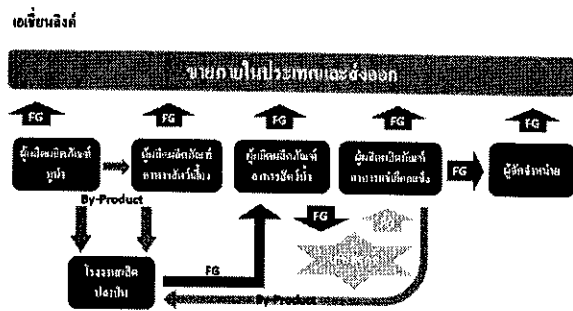 เอเชี่ยนลิงค์
ขายภายในประเทศและส่งออก
FG FG FG FG FG
ผู้ผลิตผลิตภัณฑ์
ทูน่า
ผู้ผลิตผลิตภัณฑ์
อาหารสัตว์เลี้ยง
ผู้ผลิตผลิตภัณฑ์
อาหารสัตว์น้ำ
ผู้ผลิตผลิตภัณฑ์
อาหารแช่เยือกแข็ง
FG
ผู้จัดจำหน่าย
By-Product
FG
โรงงานผลิต
ปลาป่น
FG
By-Product